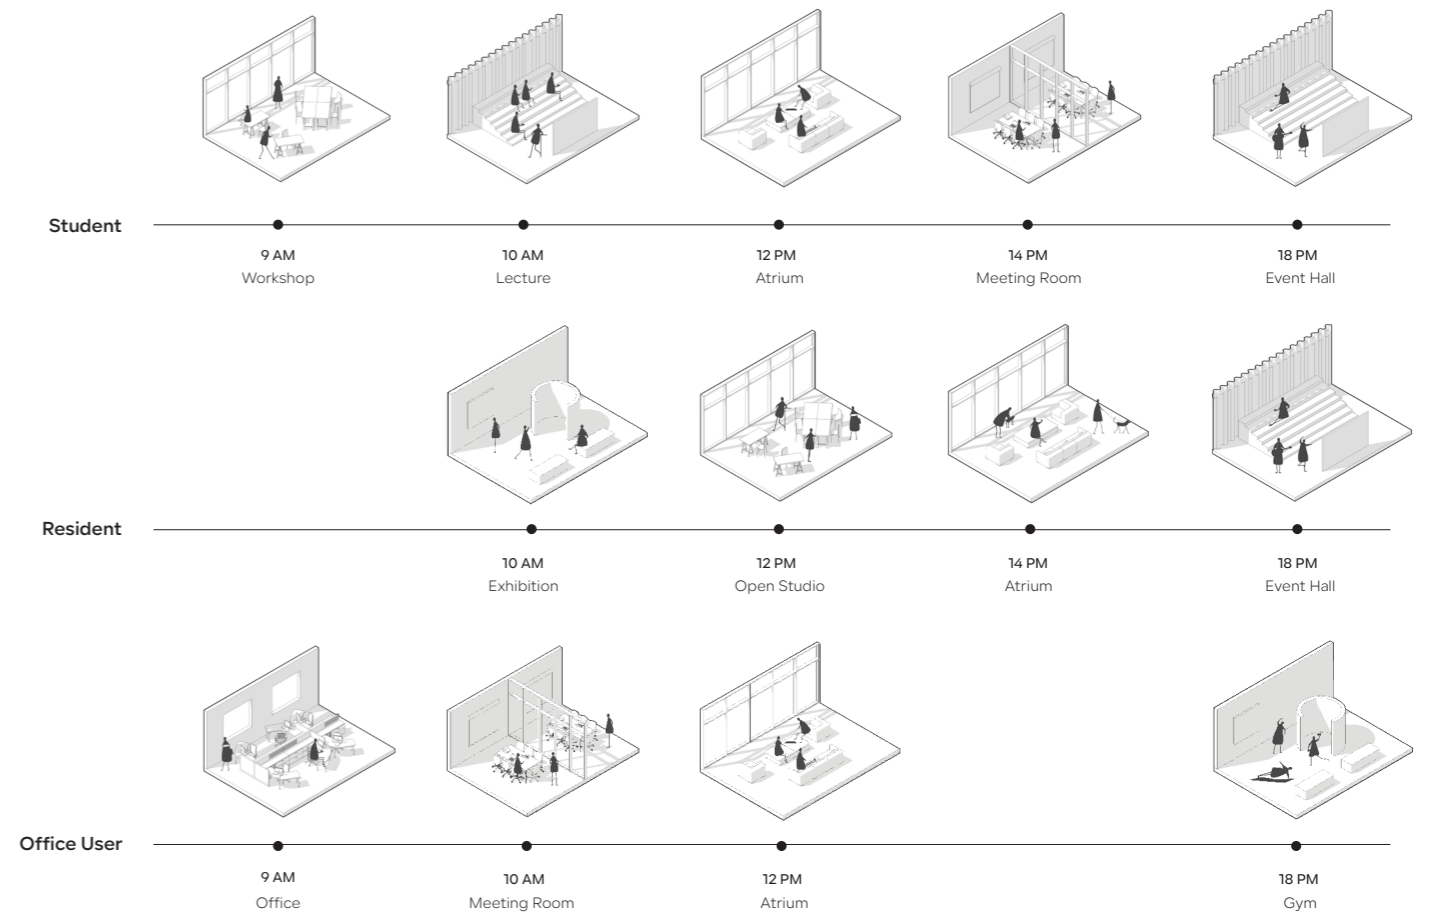 Student
9 AM
Workshop
10 AM
Lecture
12 PM
Atrium
14 PM
Meeting Room
18 PM
Event Hall
Resident
10 AM
Exhibition
12 PM
Open Studio
14 PM
Atrium
18 PM
Event Hall
Office User
9 AM
Office
10 AM
Meeting Room
12 PM
Atrium
18 PM
Gym